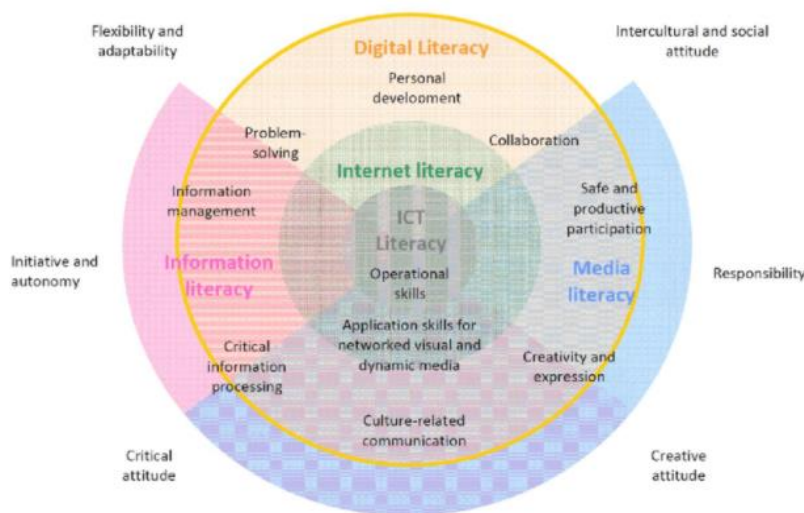 Flexibility and
adaptability
Intercultural and social
attitude
Digital Literacy
Personal
development
Problem-
solving
Collaboration
Internet literacy
Information
management
Safe and
productive
participation
ICT
Literacy
Initiative and
autonomy
Information
literacy
Operational
skills
Media
literacy
Responsibility
Application skills for
networked visual and
dynamic media
Critical
information
processing
Creativity and
expression
Culture-related
communication
Critical
attitude
Creative
attitude